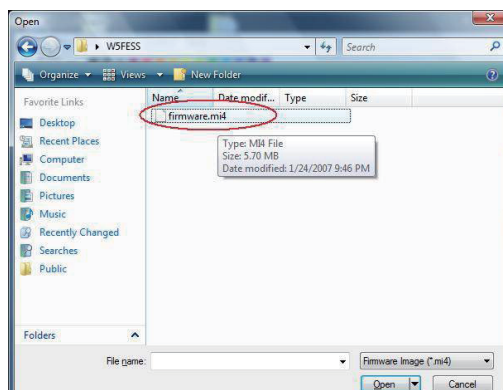 Open
W5FESS
Search
Organize Views New Folder
Favorite Links
Desktop
Recent Places
Computer
Documents
Pictures
Music
Recently Changed
Searches
Public
Folders
Name Date modif... Type Size
firmware.mi4
Type: MI4 File
Size: 5.70 MB
Date modified: 1/24/2007 9:46 PM
File name:
Firmware Image (*.mi4)
Open Cancel